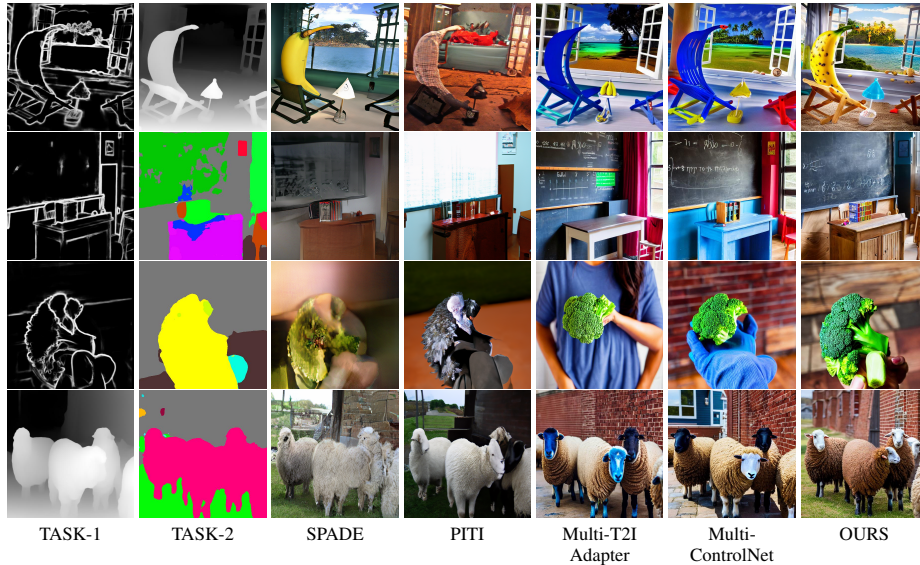 TASK-1
TASK-2
SPADE
PITI
Multi-T2I
Adapter
Multi-
ControlNet
OURS